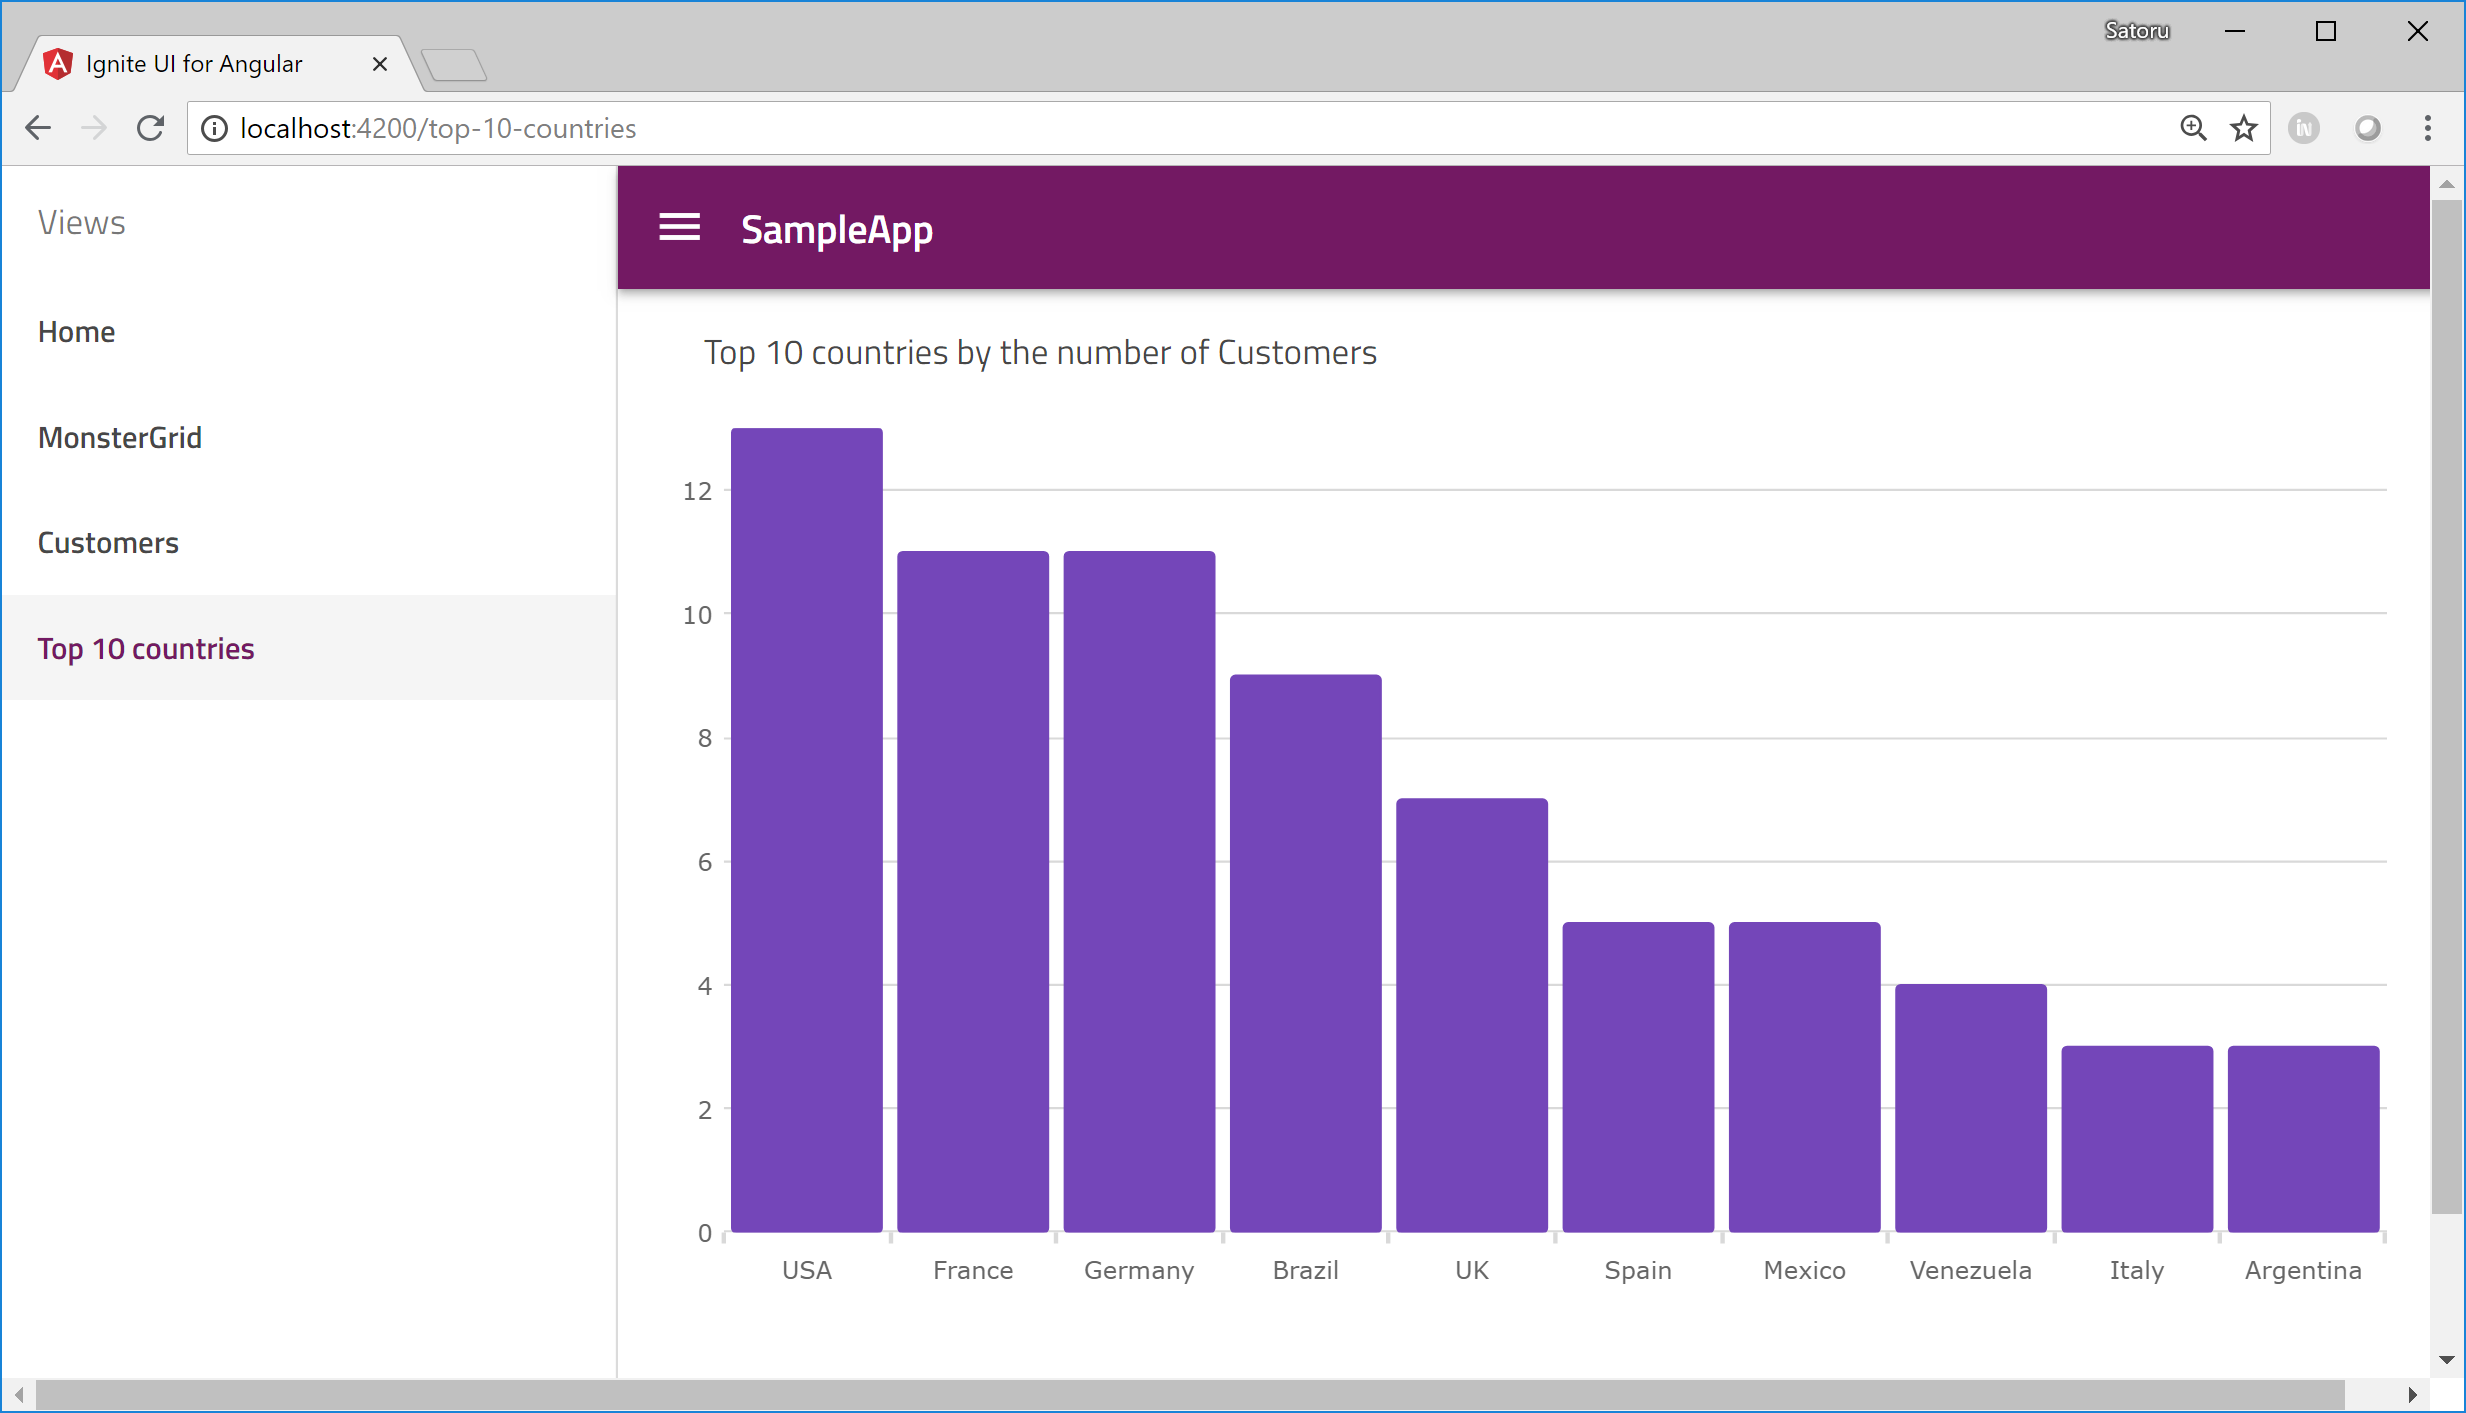 Satoru
Ignite UI for Angular
localhost:4200/top-10-countries
Views
Home
MonsterGrid
Customers
Top 10 countries
SampleApp
Top 10 countries by the number of Customers
12
10
8
6
4
2
0
USA France Germany Brazil UK Spain Mexico Venezuela Italy Argentina